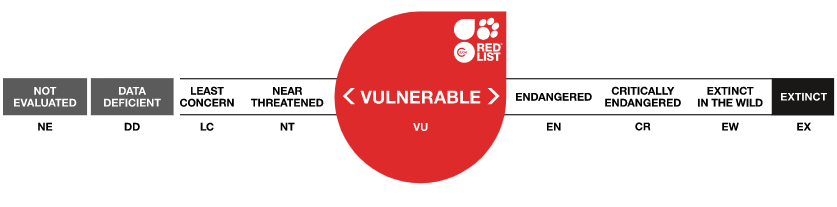 RED
LIST
NOT
EVALUATED
DATA
DEFICIENT
LEAST
CONCERN
NEAR
THREATENED
< VULNERABLE >
ENDANGERED
CRITICALLY
ENDANGERED
EXTINCT
IN THE WILD
EXTINCT
NE
DD
LC
NT
VU
EN
CR
EW
EX